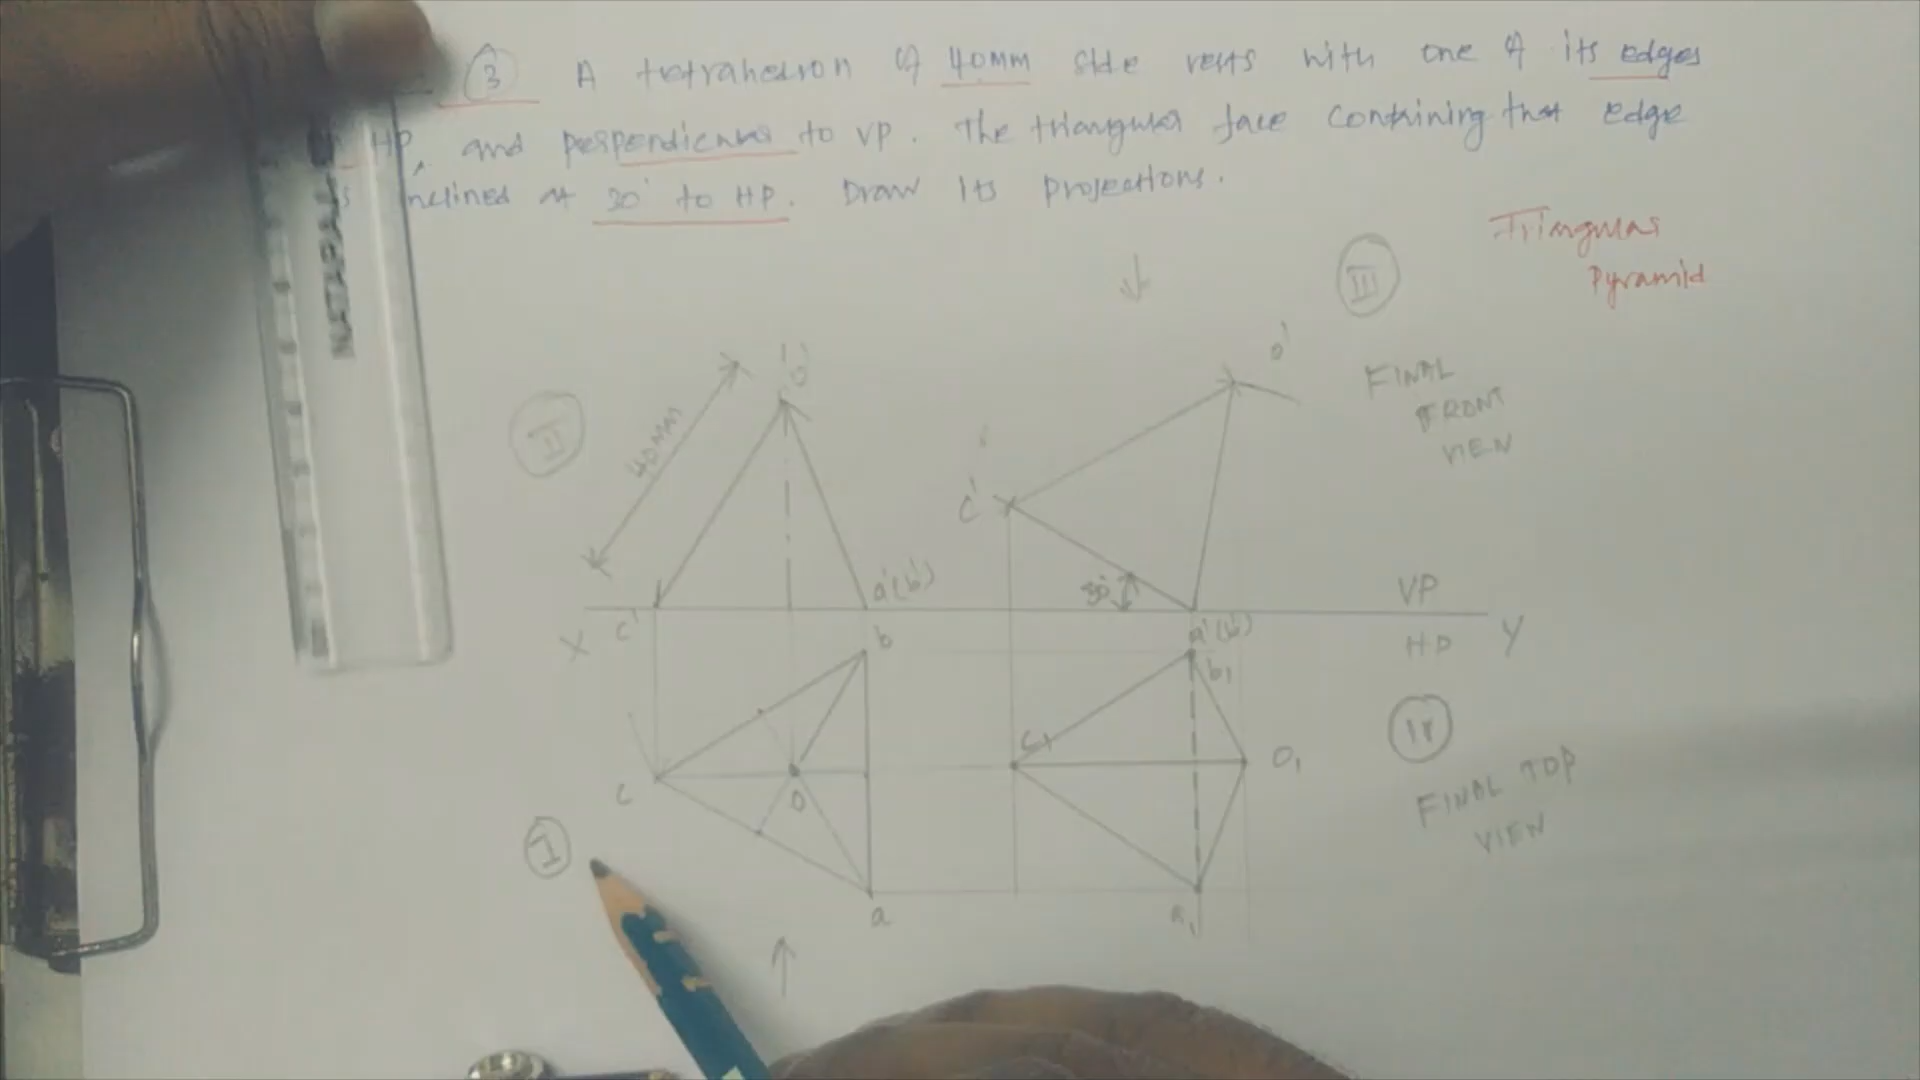 3 A tetrahedron of 40MM side rests with one of its edges
HP, and perpendicular to VP. The triangular face containing that edge
inclined at 30° to HP. Draw its projections.
Triangular
Pyramid
III
FINAL
FRONT
VIEW
II
40MM
o'
o'
c'
30°
a'(b')
VP
X
c'
b
a'(b')
HP
Y
b1
c1
o1
IV
FINAL TOP
VIEW
c
o
I
a
a1
NATARAJ